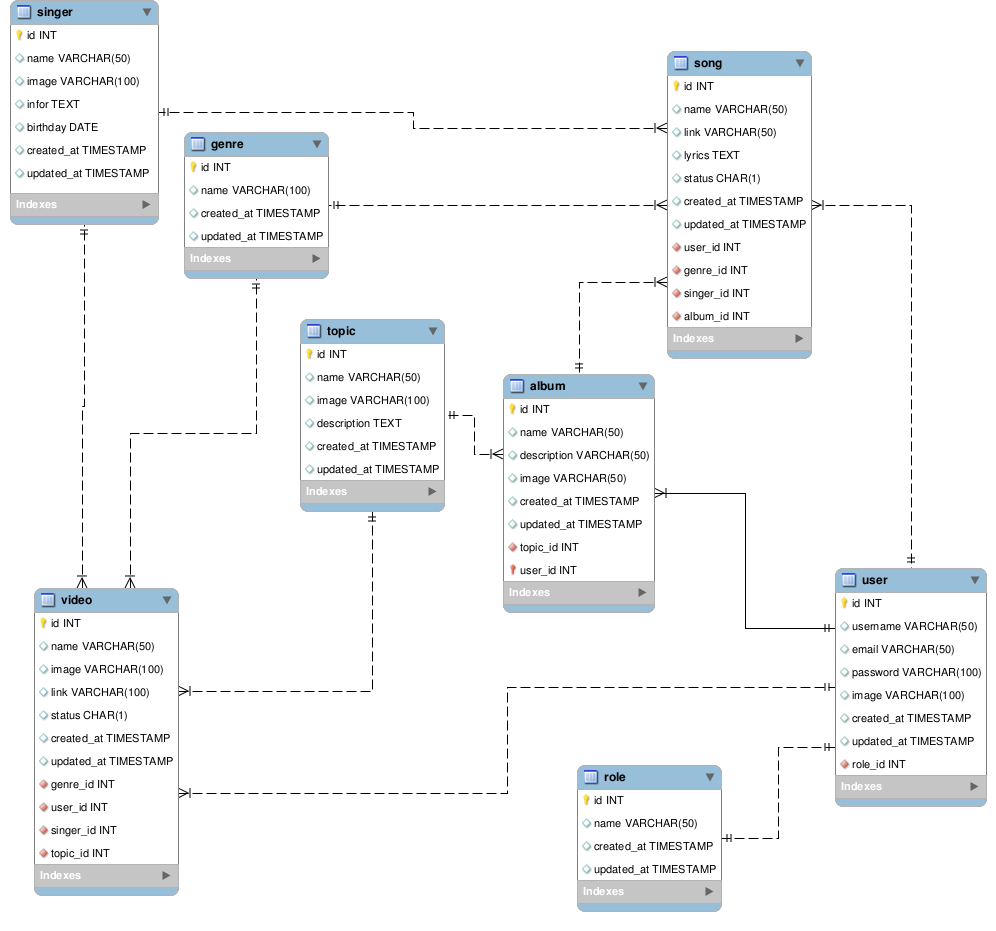 singer
id INT
name VARCHAR(50)
image VARCHAR(100)
infor TEXT
birthday DATE
created_at TIMESTAMP
updated_at TIMESTAMP
Indexes
genre
id INT
name VARCHAR(100)
created_at TIMESTAMP
updated_at TIMESTAMP
Indexes
song
id INT
name VARCHAR(50)
link VARCHAR(50)
lyrics TEXT
status CHAR(1)
created_at TIMESTAMP
updated_at TIMESTAMP
user_id INT
genre_id INT
singer_id INT
album_id INT
Indexes
topic
id INT
name VARCHAR(50)
image VARCHAR(100)
description TEXT
created_at TIMESTAMP
updated_at TIMESTAMP
Indexes
album
id INT
name VARCHAR(50)
description VARCHAR(50)
image VARCHAR(50)
created_at TIMESTAMP
updated_at TIMESTAMP
topic_id INT
user_id INT
Indexes
video
id INT
name VARCHAR(50)
image VARCHAR(100)
link VARCHAR(100)
status CHAR(1)
created_at TIMESTAMP
updated_at TIMESTAMP
genre_id INT
user_id INT
singer_id INT
topic_id INT
Indexes
user
id INT
username VARCHAR(50)
email VARCHAR(50)
password VARCHAR(100)
image VARCHAR(100)
created_at TIMESTAMP
updated_at TIMESTAMP
role_id INT
Indexes
role
id INT
name VARCHAR(50)
created_at TIMESTAMP
updated_at TIMESTAMP
Indexes